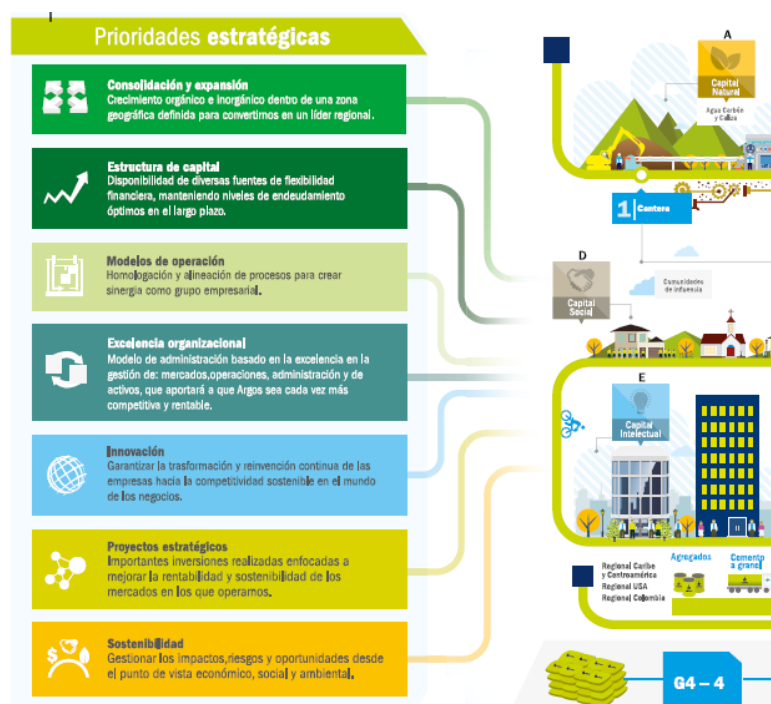 Prioridades estratégicas
Consolidación y expansión
Crecimiento orgánico e inorgánico dentro de una zona
geográfica definida para convertirnos en un líder regional.
Estructura de capital
Disponibilidad de diversas fuentes de flexibilidad
financiera, manteniendo niveles de endeudamiento
óptimos en el largo plazo.
Modelos de operación
Homologación y alineación de procesos para crear
sinergia como grupo empresarial.
Excelencia organizacional
Modelo de administración basado en la excelencia en la
gestión de: mercados,operaciones, administración y de
activos, que aportará a que Argos sea cada vez más
competitiva y rentable.
Innovación
Garantizar la trasformación y reinvención continua de las
empresas hacia la competitividad sostenible en el mundo
de los negocios.
Proyectos estratégicos
Importantes inversiones realizadas enfocadas a
mejorar la rentabilidad y sostenibilidad de los
mercados en los que operamos.
Sostenibilidad
Gestionar los impactos,riesgos y oportunidades desde
el punto de vista económico, social y ambiental.
A
Capital
Natural
Agua Carbón
y Caliza
1 Cantera
D
Capital
Social
Comunidades
de influencia
E
Capital
Intelectual
Regional Caribe
y Centroamérica
Regional USA
Regional Colombia
Agregados
Cemento
a granel
G4 – 4